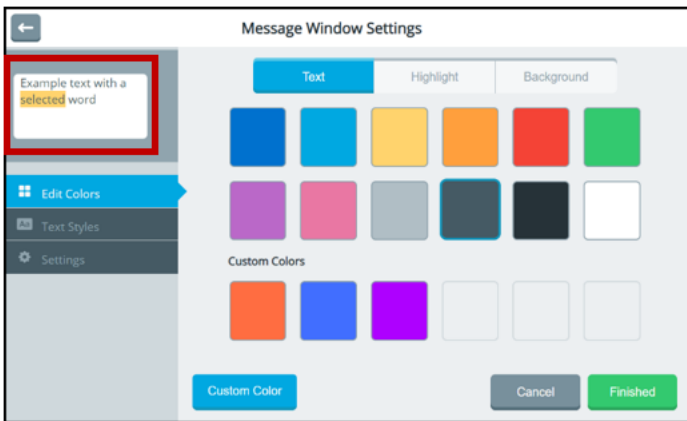 Message Window Settings
Example text with a
selected word
Text Highlight Background
Edit Colors
Aa Text Styles
Settings
Custom Colors
Custom Color Cancel Finished